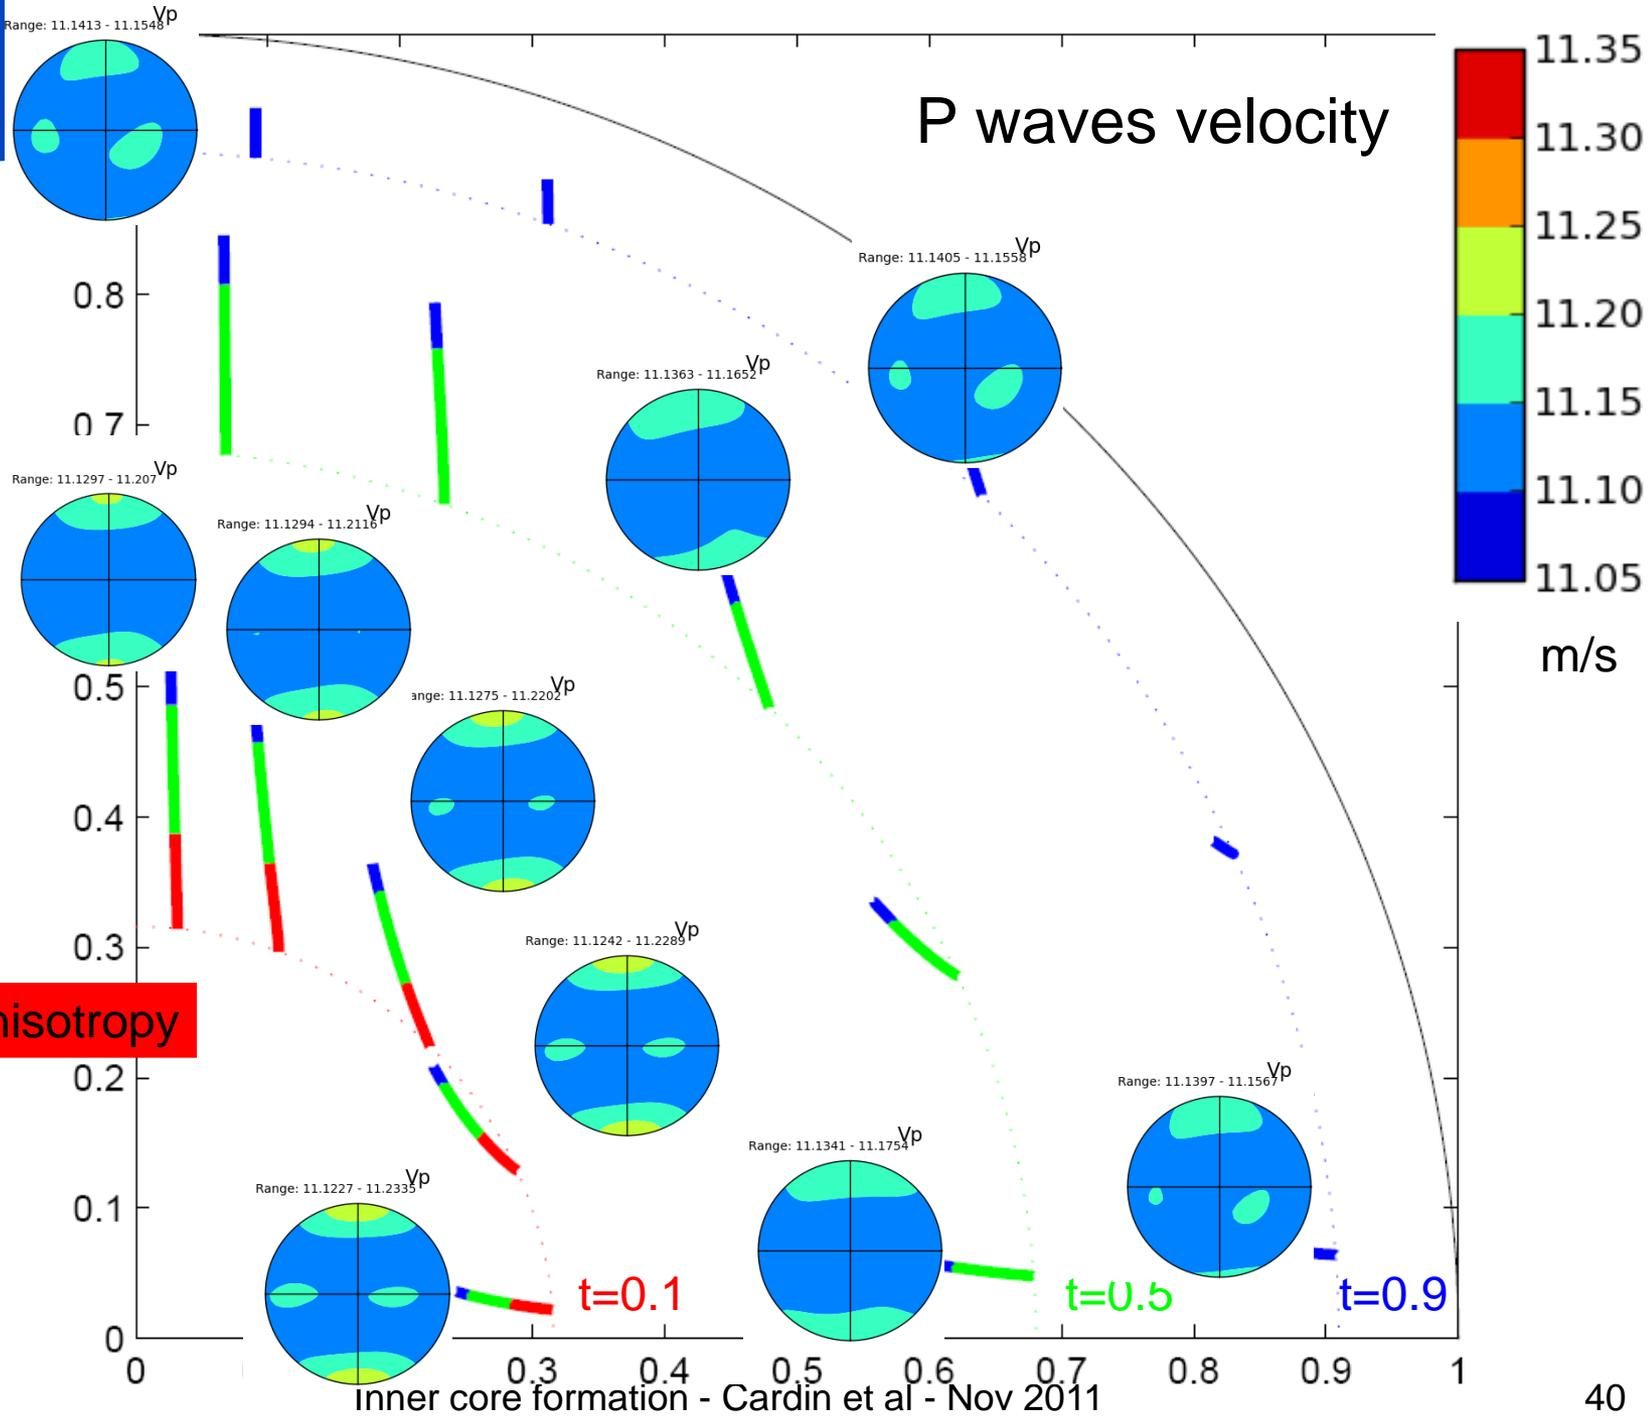 Vp
Range: 11.1413 - 11.1548
P waves velocity
11.35
11.30
11.25
11.20
11.15
11.10
11.05
m/s
Vp
Range: 11.1405 - 11.1558
0.8
Vp
Range: 11.1363 - 11.1652
0 7
Vp
Range: 11.1297 - 11.207
Vp
Range: 11.1294 - 11.2116
0.5
Vp
ange: 11.1275 - 11.2202
0.4
0.3
Vp
Range: 11.1242 - 11.2289
nisotropy
0.2
Vp
Range: 11.1397 - 11.1567
Vp
Range: 11.1341 - 11.1754
Vp
Range: 11.1227 - 11.2335
0.1
t=0.1
t=0.5
t=0.9
0
0 0.3 0.4 0.5 0.6 0.7 0.8 0.9 1
Inner core formation - Cardin et al - Nov 2011
40